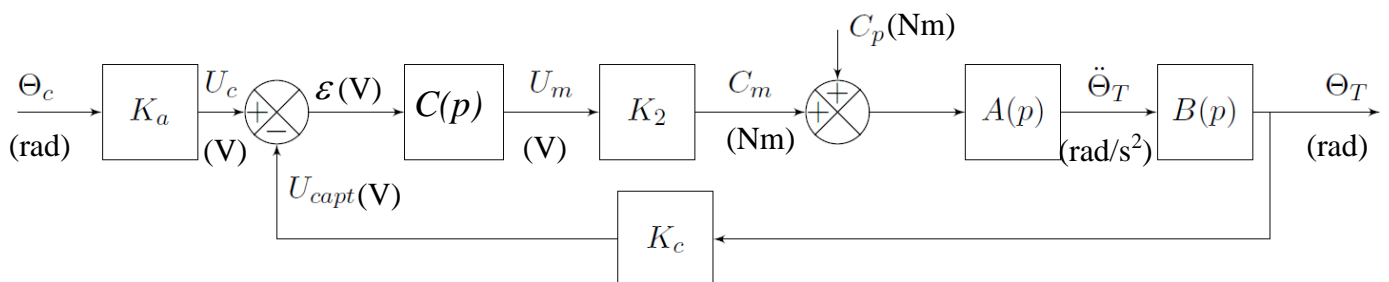 C_p(Nm)
Θ_c U_c ε(V) U_m C_m Θ̈_T Θ_T
K_a + − C(p) K_2 + + A(p) B(p)
(rad) (V) (V) (Nm) (rad/s²) (rad)
U_capt(V)
K_c